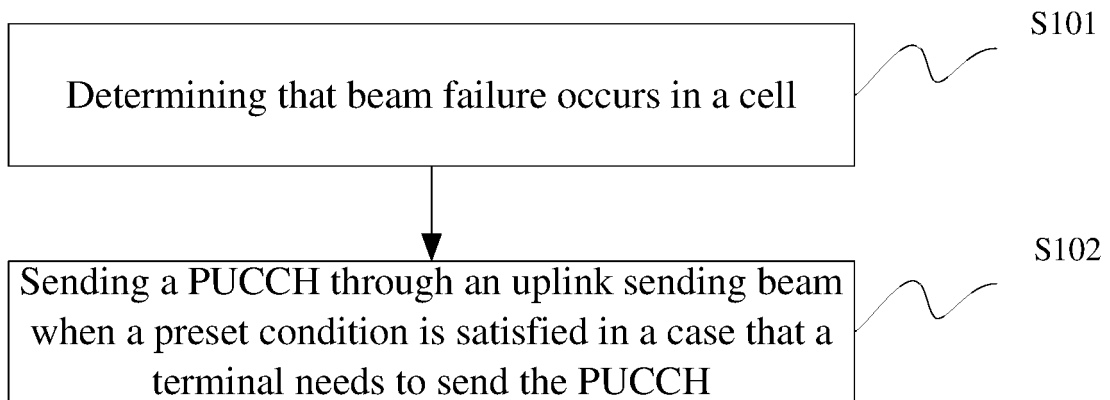 S101
Determining that beam failure occurs in a cell
S102
Sending a PUCCH through an uplink sending beam
when a preset condition is satisfied in a case that a
terminal needs to send the PUCCH